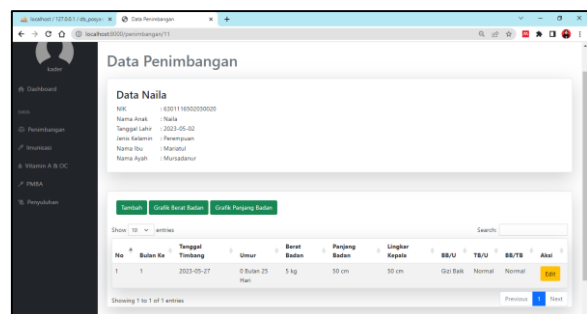 localhost / 127.0.0.1 / db_posya
Data Penimbangan
localhost:8000/penimbangan/11
kader
Dashboard
Penimbangan
Imunisasi
Vitamin A & OC
PMBA
Penyuluhan
Data Penimbangan
Data Naila
NIK : 6301116502030020
Nama Anak : Naila
Tanggal Lahir : 2023-05-02
Jenis Kelamin : Perempuan
Nama Ibu : Mariatul
Nama Ayah : Mursadanur
Tambah Grafik Berat Badan Grafik Panjang Badan
Show 10 entries Search:
No Bulan Ke Tanggal Timbang Umur Berat Badan Panjang Badan Lingkar Kepala BB/U TB/U BB/TB Aksi
1 1 2023-05-27 0 Bulan 25 Hari 5 kg 50 cm 50 cm Gizi Baik Normal Normal Edit
Showing 1 to 1 of 1 entries Previous 1 Next